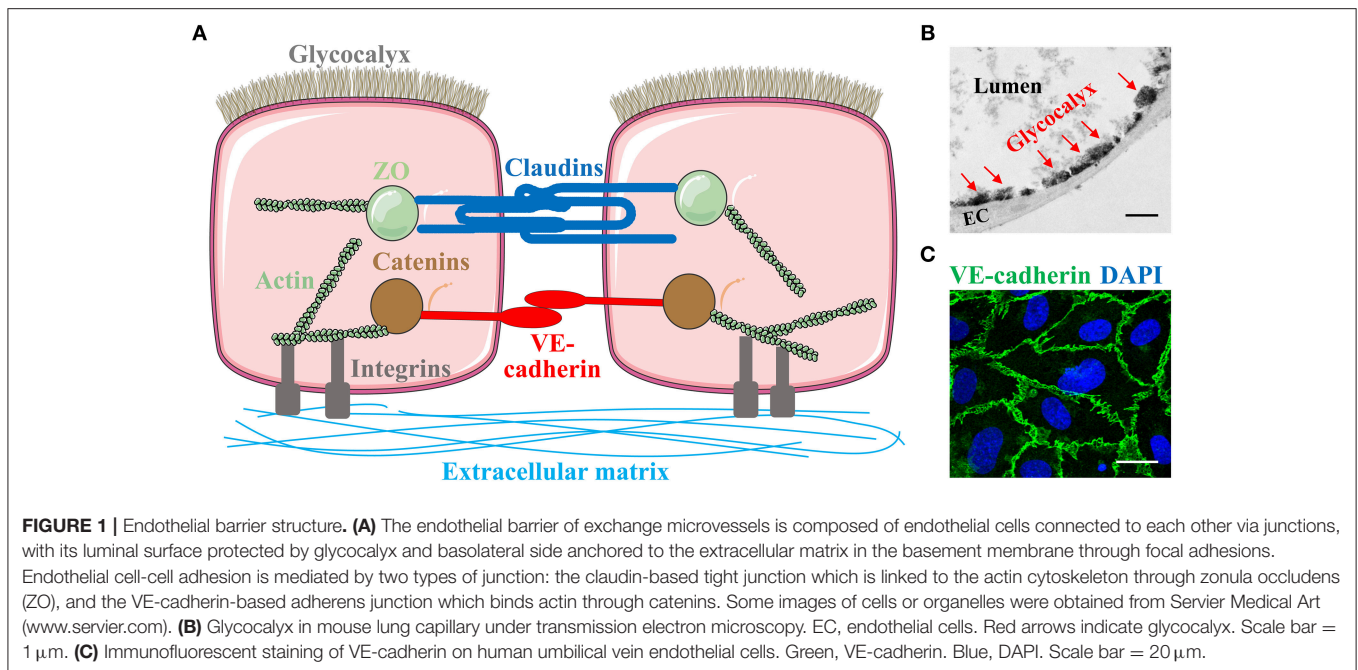 A
Glycocalyx
ZO
Claudins
Actin
Catenins
Integrins
VE-
cadherin
Extracellular matrix
B
Lumen
Glycocalyx
EC
C
VE-cadherin DAPI
FIGURE 1 | Endothelial barrier structure. (A) The endothelial barrier of exchange microvessels is composed of endothelial cells connected to each other via junctions,
with its luminal surface protected by glycocalyx and basolateral side anchored to the extracellular matrix in the basement membrane through focal adhesions.
Endothelial cell-cell adhesion is mediated by two types of junction: the claudin-based tight junction which is linked to the actin cytoskeleton through zonula occludens
(ZO), and the VE-cadherin-based adherens junction which binds actin through catenins. Some images of cells or organelles were obtained from Servier Medical Art
(www.servier.com). (B) Glycocalyx in mouse lung capillary under transmission electron microscopy. EC, endothelial cells. Red arrows indicate glycocalyx. Scale bar =
1 μm. (C) Immunofluorescent staining of VE-cadherin on human umbilical vein endothelial cells. Green, VE-cadherin. Blue, DAPI. Scale bar = 20 μm.